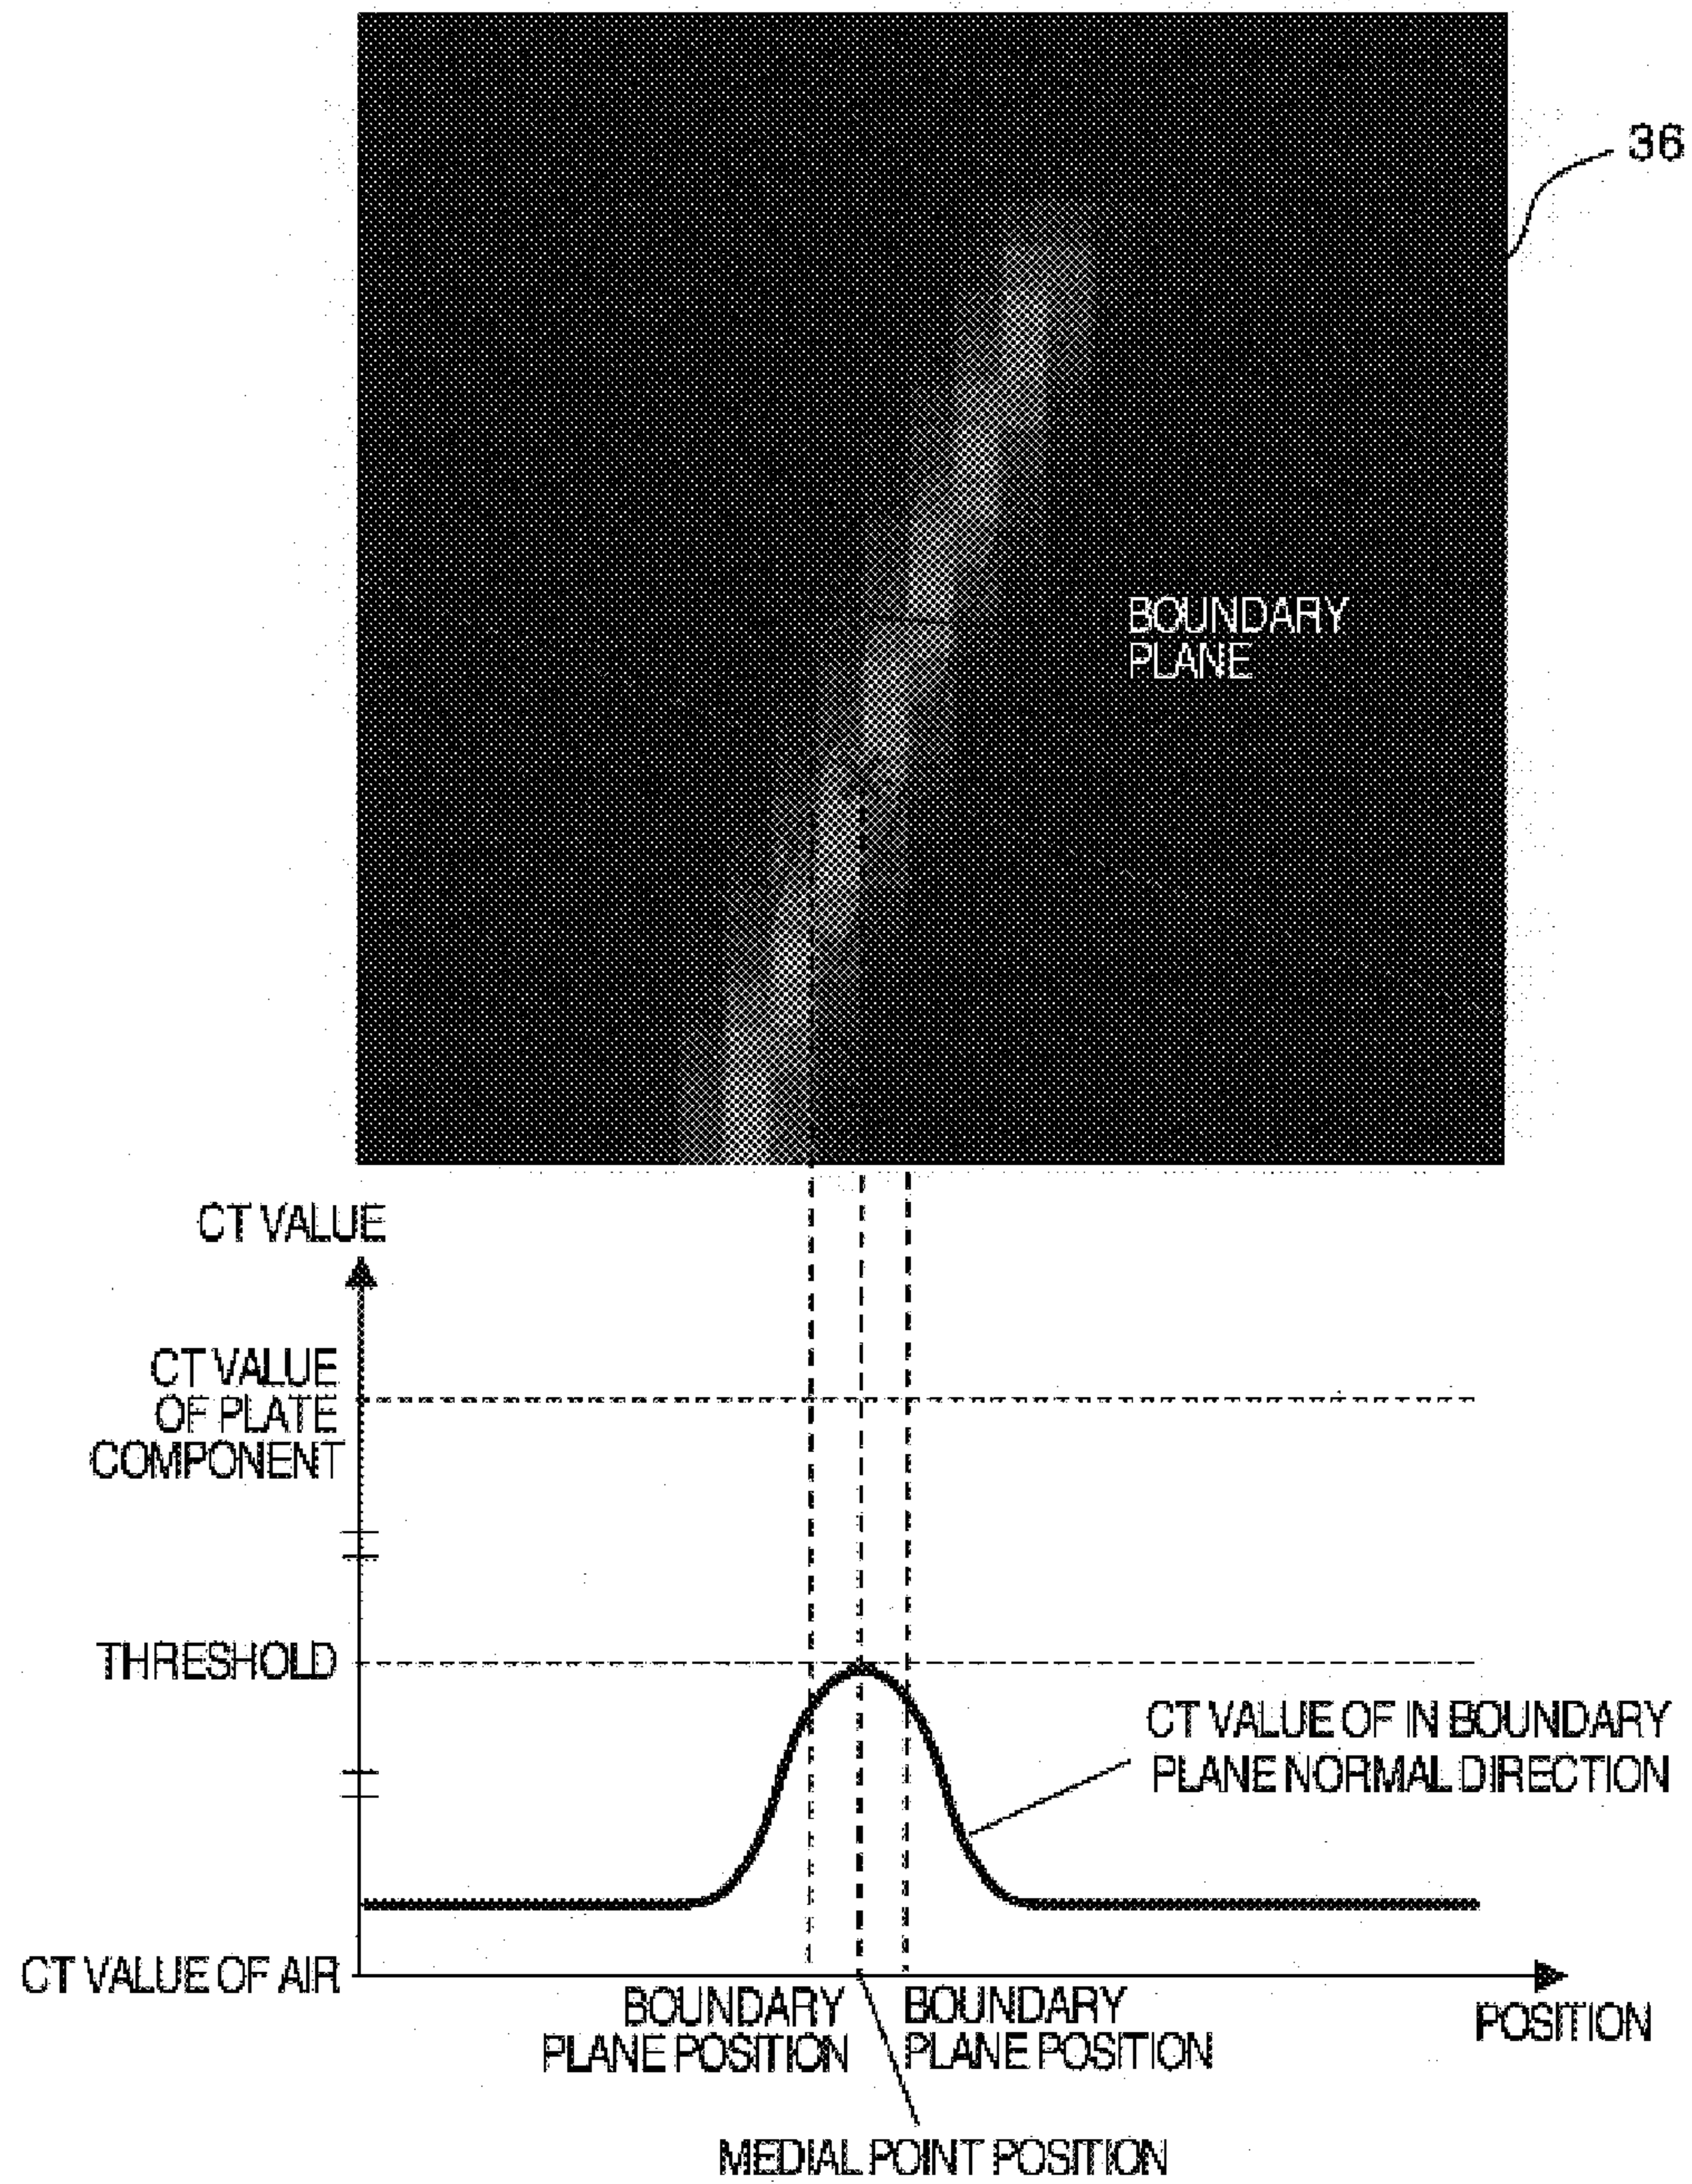 36
BOUNDARY
PLANE
CT VALUE
CT VALUE
OF PLATE
COMPONENT
THRESHOLD
CT VALUE OF IN BOUNDARY
PLANE NORMAL DIRECTION
CT VALUE OF AIR
BOUNDARY
PLANE POSITION
BOUNDARY
PLANE POSITION
POSITION
MEDIAL POINT POSITION